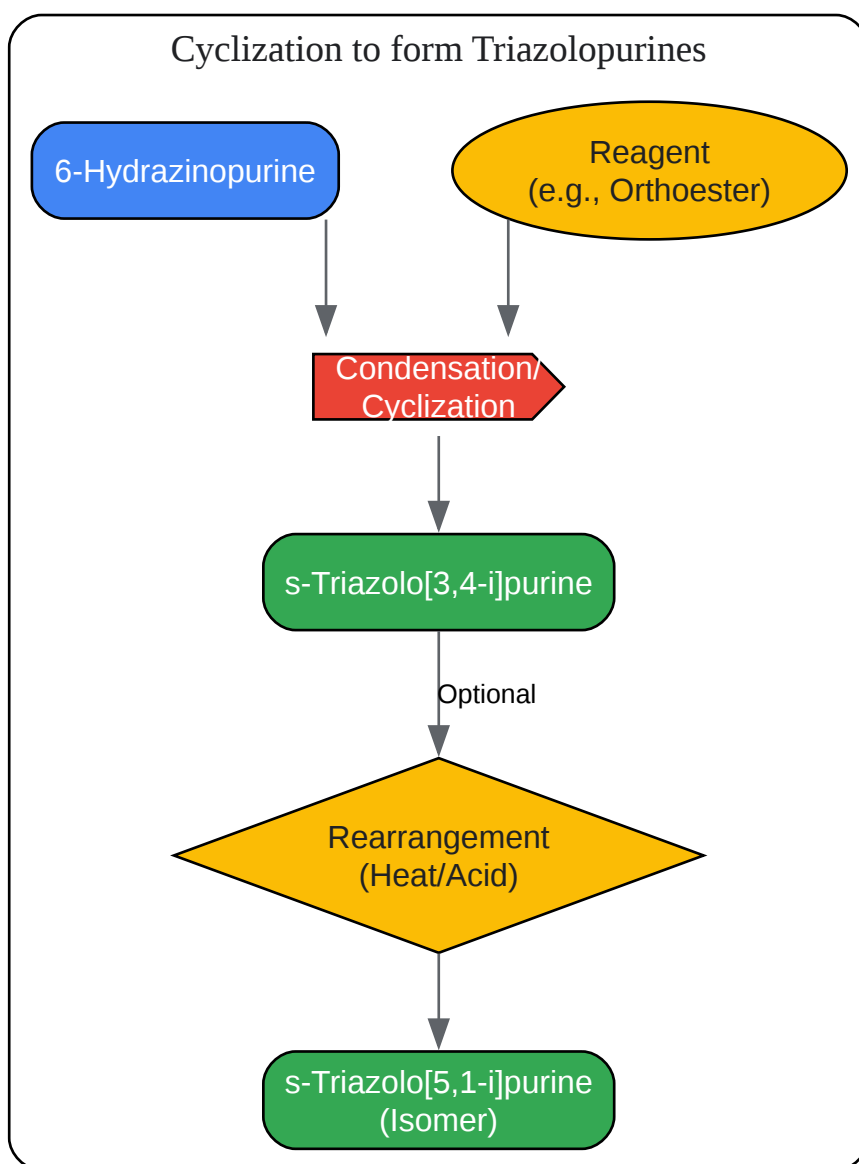 Cyclization to form Triazolopurines
6-Hydrazinopurine
Reagent
(e.g., Orthoester)
Condensation/
Cyclization
s-Triazolo[3,4-i]purine
Optional
Rearrangement
(Heat/Acid)
s-Triazolo[5,1-i]purine
(Isomer)